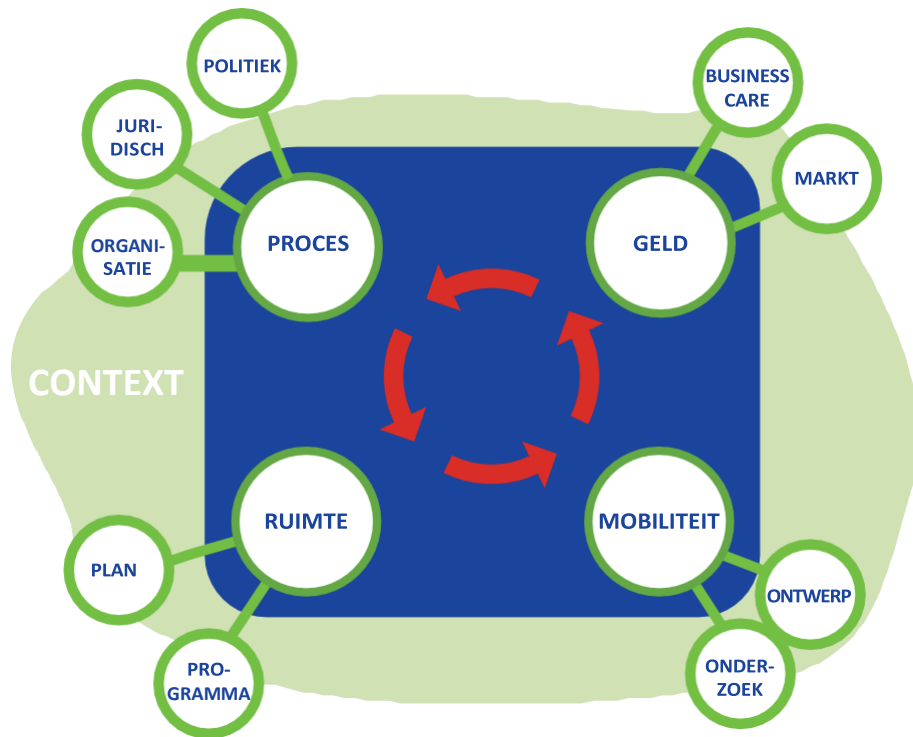 POLITIEK
BUSINESS
CARE
JURI-
DISCH
MARKT
ORGANI-
SATIE
PROCES
GELD
CONTEXT
RUIMTE
MOBILITEIT
PLAN
ONTWERP
PRO-
GRAMMA
ONDER-
ZOEK